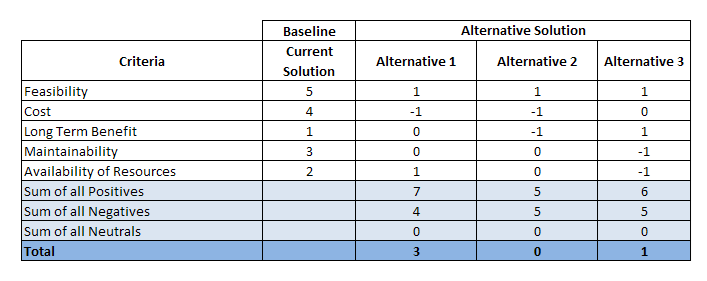 Baseline Alternative Solution
Criteria Current Solution Alternative 1 Alternative 2 Alternative 3
Feasibility 5 1 1 1
Cost 4 -1 -1 0
Long Term Benefit 1 0 -1 1
Maintainability 3 0 0 -1
Availability of Resources 2 1 0 -1
Sum of all Positives 7 5 6
Sum of all Negatives 4 5 5
Sum of all Neutrals 0 0 0
Total 3 0 1